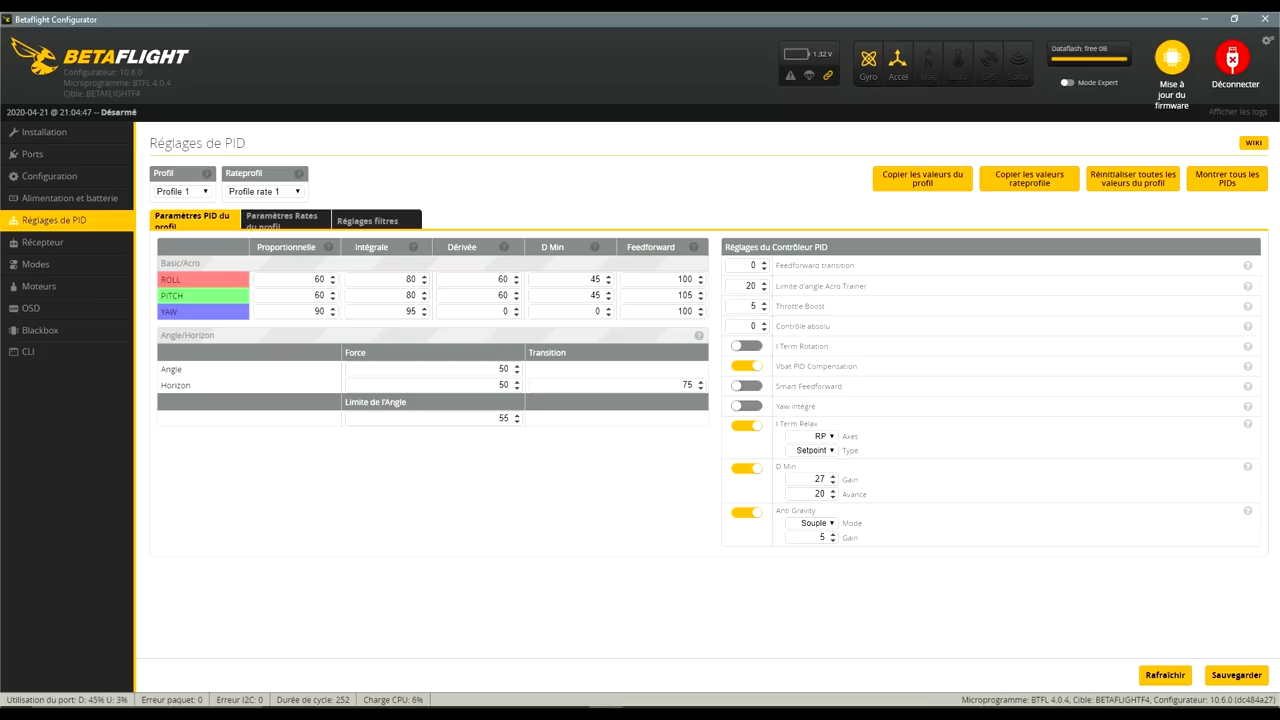 Betaflight Configurator
BETAFLIGHT
Configurateur: 10.6.0
Microprogramme: BTFL 4.0.4
Cible: BETAFLIGHTF4
1.32 V
Gyro
Accel
Dataflash: free 0B
Mode Expert
Mise à jour du firmware
Déconnecter
2020-04-21 @ 21:04:47 -- Désarmé
Afficher les logs
Installation
Ports
Configuration
Alimentation et batterie
Réglages de PID
Récepteur
Modes
Moteurs
OSD
Blackbox
CLI
Réglages de PID
WIKI
Profil
Rateprofil
Profile 1
Profile rate 1
Copier les valeurs du profil
Copier les valeurs rateprofile
Réinitialiser toutes les valeurs du profil
Montrer tous les PIDs
Paramètres PID du profil
Paramètres Rates du profil
Réglages filtres
Proportionnelle Intégrale Dérivée D Min Feedforward
Basic/Acro
ROLL 60 80 60 45 100
PITCH 60 80 60 45 105
YAW 90 95 0 0 100
Angle/Horizon
Force Transition
Angle 50
Horizon 50 75
Limite de l'Angle
55
Réglages du Contrôleur PID
0 Feedforward transition
20 Limite d'angle Acro Trainer
5 Throttle Boost
0 Contrôle absolu
I Term Rotation
Vbat PID Compensation
Smart Feedforward
Yaw intégré
I Term Relax
RP Axes
Setpoint Type
D Min
27 Gain
20 Avance
Anti Gravity
Souple Mode
5 Gain
Rafraîchir
Sauvegarder
Utilisation du port: D: 45% U: 3% Erreur paquet: 0 Erreur I2C: 0 Durée de cycle: 252 Charge CPU: 6% Microprogramme: BTFL 4.0.4, Cible: BETAFLIGHTF4, Configurateur: 10.6.0 (dc484a27)